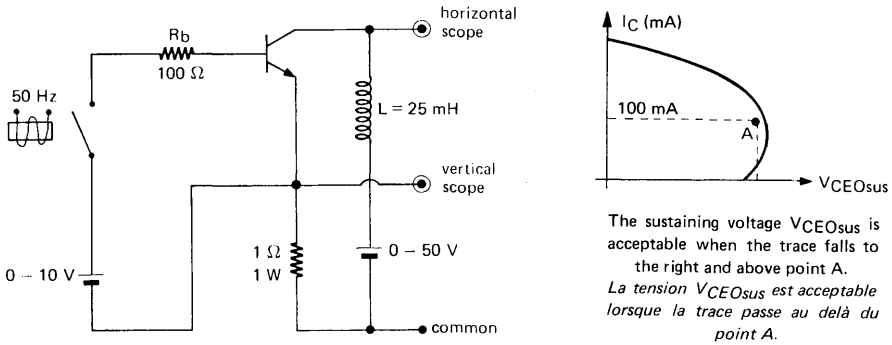 horizontal
scope
Rb
100 Ω
50 Hz
L = 25 mH
vertical
scope
1 Ω
1 W
0 – 50 V
0 – 10 V
common
IC (mA)
100 mA
A
VCEOsus
The sustaining voltage VCEOsus is
acceptable when the trace falls to
the right and above point A.
La tension VCEOsus est acceptable
lorsque la trace passe au delà du
point A.